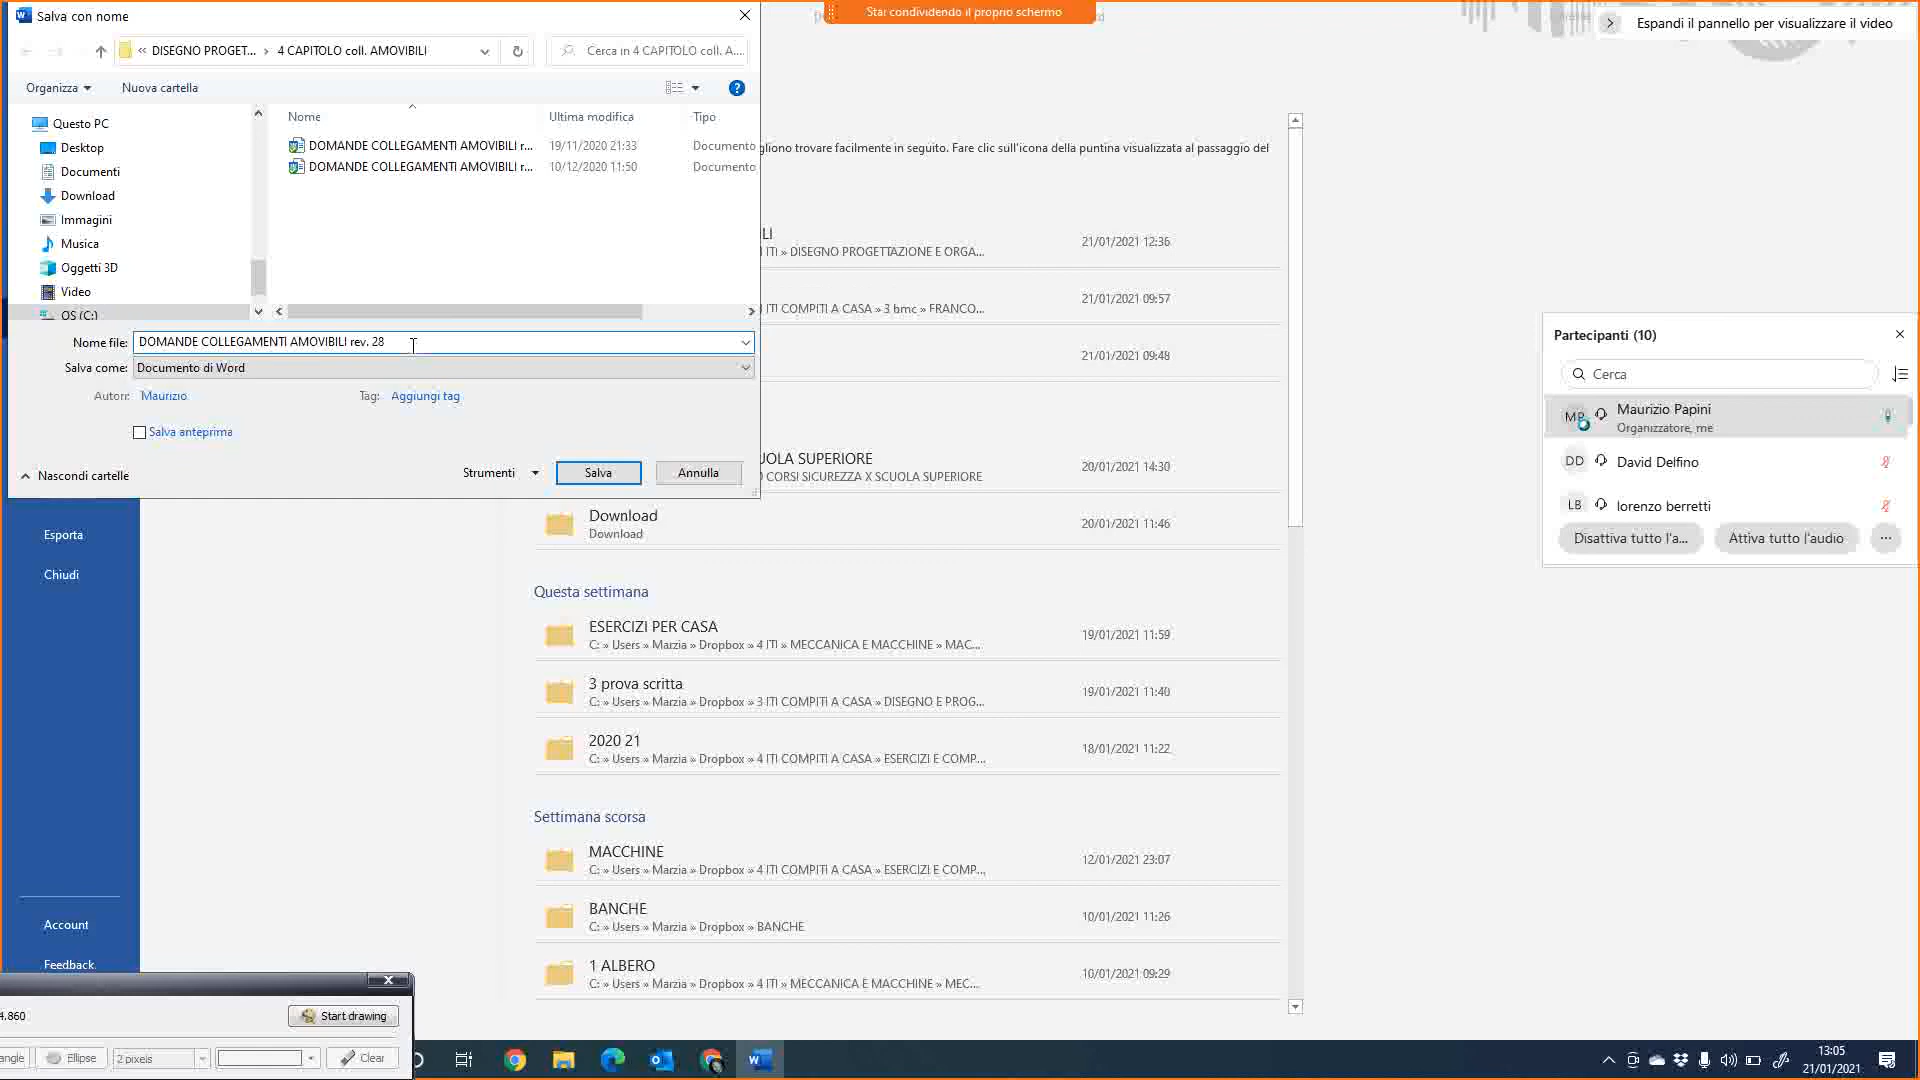 Salva con nome
Stai condividendo il proprio schermo
Espandi il pannello per visualizzare il video
« DISEGNO PROGET... › 4 CAPITOLO coll. AMOVIBILI
Cerca in 4 CAPITOLO coll. A....
Organizza
Nuova cartella
Nome
Ultima modifica
Tipo
Questo PC
Desktop
Documenti
Download
Immagini
Musica
Oggetti 3D
Video
OS (C:)
DOMANDE COLLEGAMENTI AMOVIBILI r... 19/11/2020 21:33 Documento
DOMANDE COLLEGAMENTI AMOVIBILI r... 10/12/2020 11:50 Documento
Nome file: DOMANDE COLLEGAMENTI AMOVIBILI rev. 28
Salva come: Documento di Word
Autori: Maurizio
Tag: Aggiungi tag
Salva anteprima
Nascondi cartelle
Strumenti
Salva
Annulla
gliono trovare facilmente in seguito. Fare clic sull'icona della puntina visualizzata al passaggio del
LI
ITI » DISEGNO PROGETTAZIONE E ORGA...
21/01/2021 12:36
ITI COMPITI A CASA » 3 bmc » FRANCO...
21/01/2021 09:57
21/01/2021 09:48
UOLA SUPERIORE
CORSI SICUREZZA X SCUOLA SUPERIORE
20/01/2021 14:30
Download
Download
20/01/2021 11:46
Questa settimana
ESERCIZI PER CASA
C: » Users » Marzia » Dropbox » 4 ITI » MECCANICA E MACCHINE » MAC...
19/01/2021 11:59
3 prova scritta
C: » Users » Marzia » Dropbox » 3 ITI COMPITI A CASA » DISEGNO E PROG...
19/01/2021 11:40
2020 21
C: » Users » Marzia » Dropbox » 4 ITI COMPITI A CASA » ESERCIZI E COMP...
18/01/2021 11:22
Settimana scorsa
MACCHINE
C: » Users » Marzia » Dropbox » 4 ITI COMPITI A CASA » ESERCIZI E COMP...
12/01/2021 23:07
BANCHE
C: » Users » Marzia » Dropbox » BANCHE
10/01/2021 11:26
1 ALBERO
C: » Users » Marzia » Dropbox » 4 ITI » MECCANICA E MACCHINE » MEC...
10/01/2021 09:29
Esporta
Chiudi
Account
Feedback
Partecipanti (10)
Cerca
Maurizio Papini
Organizzatore, me
DD David Delfino
LB lorenzo berretti
Disattiva tutto l'a...
Attiva tutto l'audio
4.860
Start drawing
angle
Ellipse
2 pixels
Clear
13:05
21/01/2021